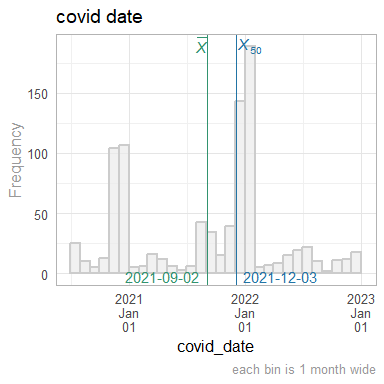 covid date
X̅
X50
Frequency
150
100
50
0
2021-09-02
2021-12-03
2021 Jan 01
2022 Jan 01
2023 Jan 01
covid_date
each bin is 1 month wide